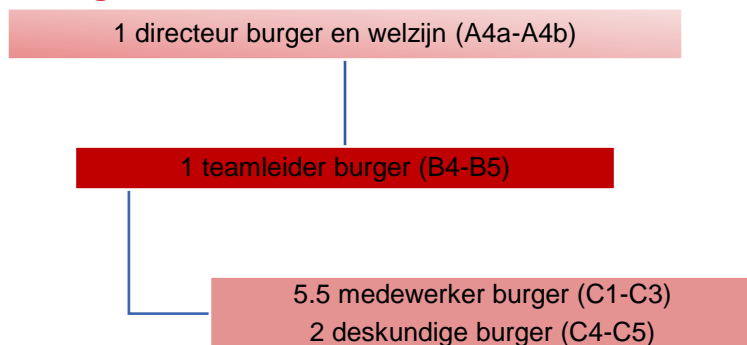 1 directeur burger en welzijn (A4a-A4b)
1 teamleider burger (B4-B5)
5.5 medewerker burger (C1-C3)
2 deskundige burger (C4-C5)